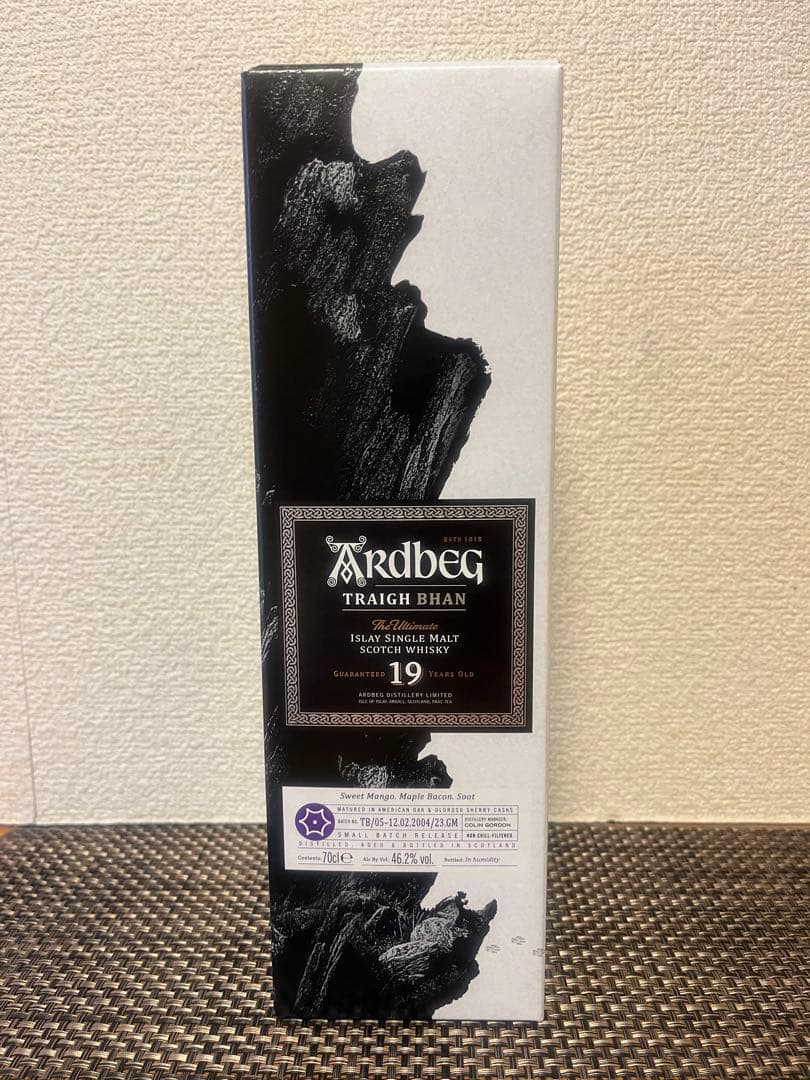 ESTD 1815
ARDBEG
TRAIGH BHAN
The Ultimate
ISLAY SINGLE MALT
SCOTCH WHISKY
GUARANTEED 19 YEARS OLD
ARDBEG DISTILLERY LIMITED
ISLE OF ISLAY, ARGYLL, SCOTLAND, PA42 7EA
Sweet Mango. Maple Bacon. Soot
MATURED IN AMERICAN OAK & OLOROSO SHERRY CASKS
BATCH NO. TB/05-12.02.2004/23.GM
DISTILLERY MANAGER,
COLIN GORDON
SMALL BATCH RELEASE
NON CHILL-FILTERED
DISTILLED, AGED & BOTTLED IN SCOTLAND
Contents: 70cl e Alc By Vol: 46.2% vol. Bottled: In humidity